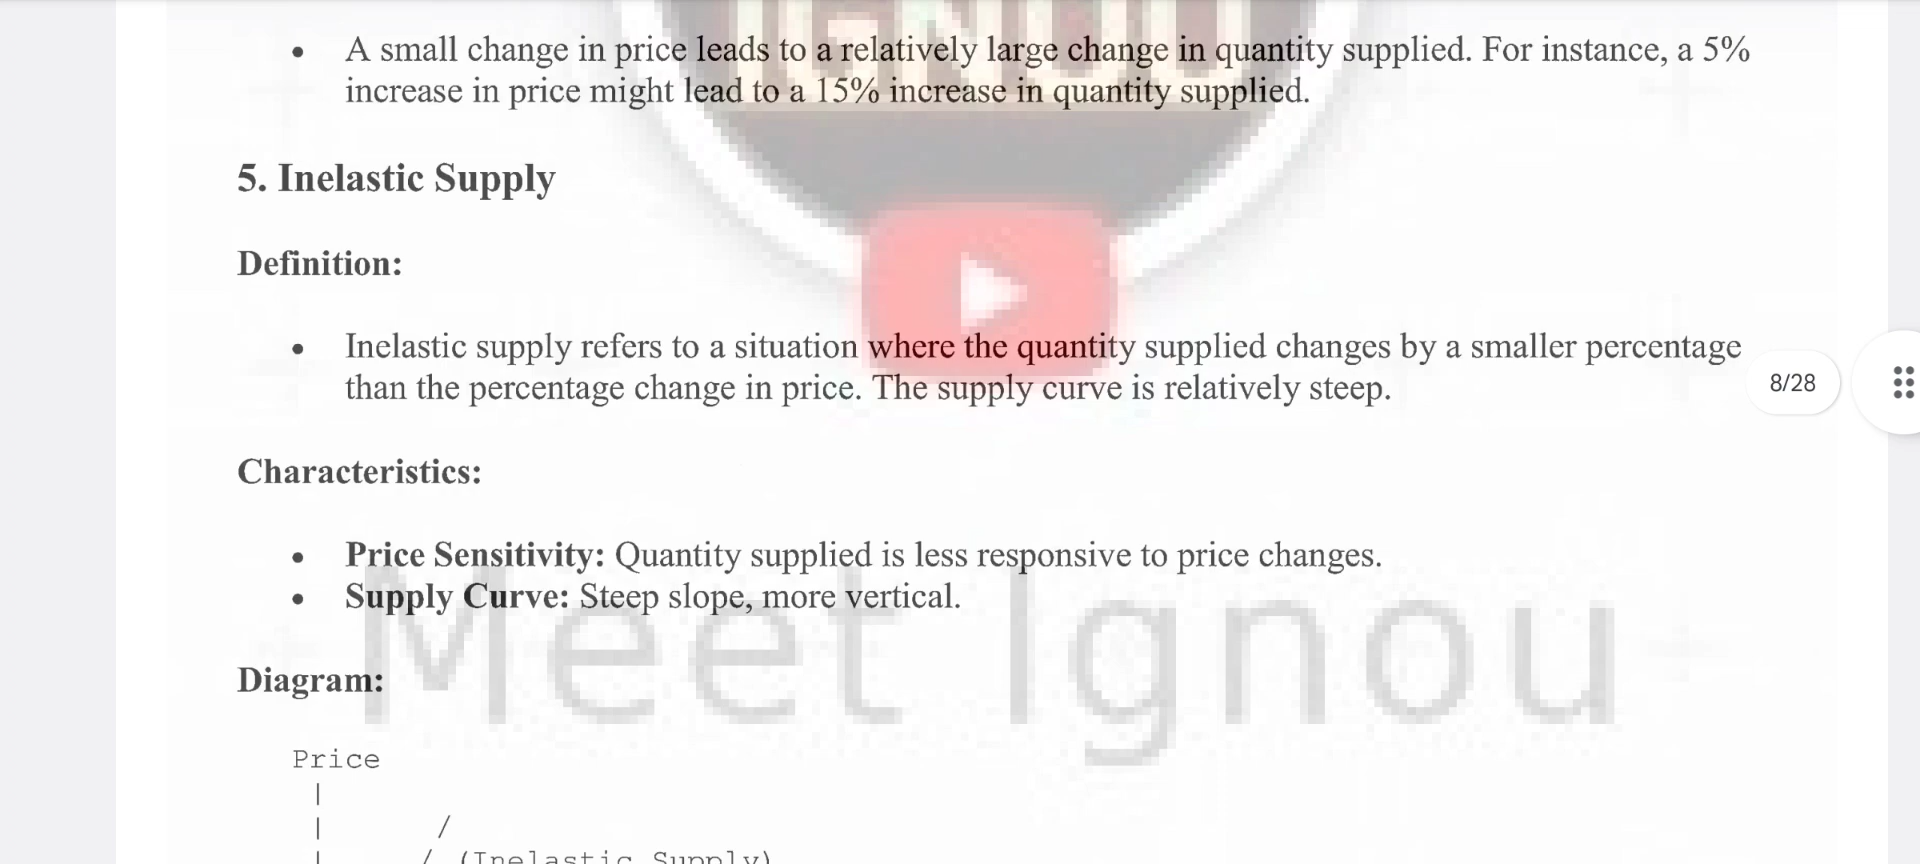 IGNOU
• A small change in price leads to a relatively large change in quantity supplied. For instance, a 5%
increase in price might lead to a 15% increase in quantity supplied.
5. Inelastic Supply
Definition:
• Inelastic supply refers to a situation where the quantity supplied changes by a smaller percentage
than the percentage change in price. The supply curve is relatively steep.
8/28
Characteristics:
• Price Sensitivity: Quantity supplied is less responsive to price changes.
• Supply Curve: Steep slope, more vertical.
Meet Ignou
Diagram:
Price
|
| /
| / (Inelastic Supply)